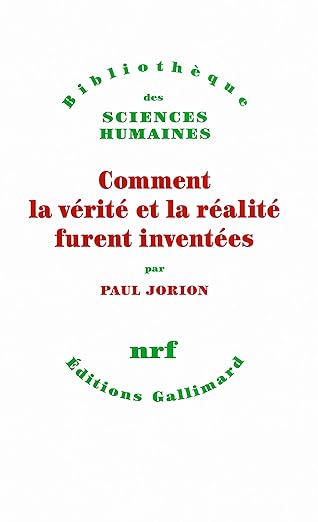 Bibliothèque
des
SCIENCES
HUMAINES
Comment
la vérité et la réalité
furent inventées
par
PAUL JORION
nrf
Éditions Gallimard